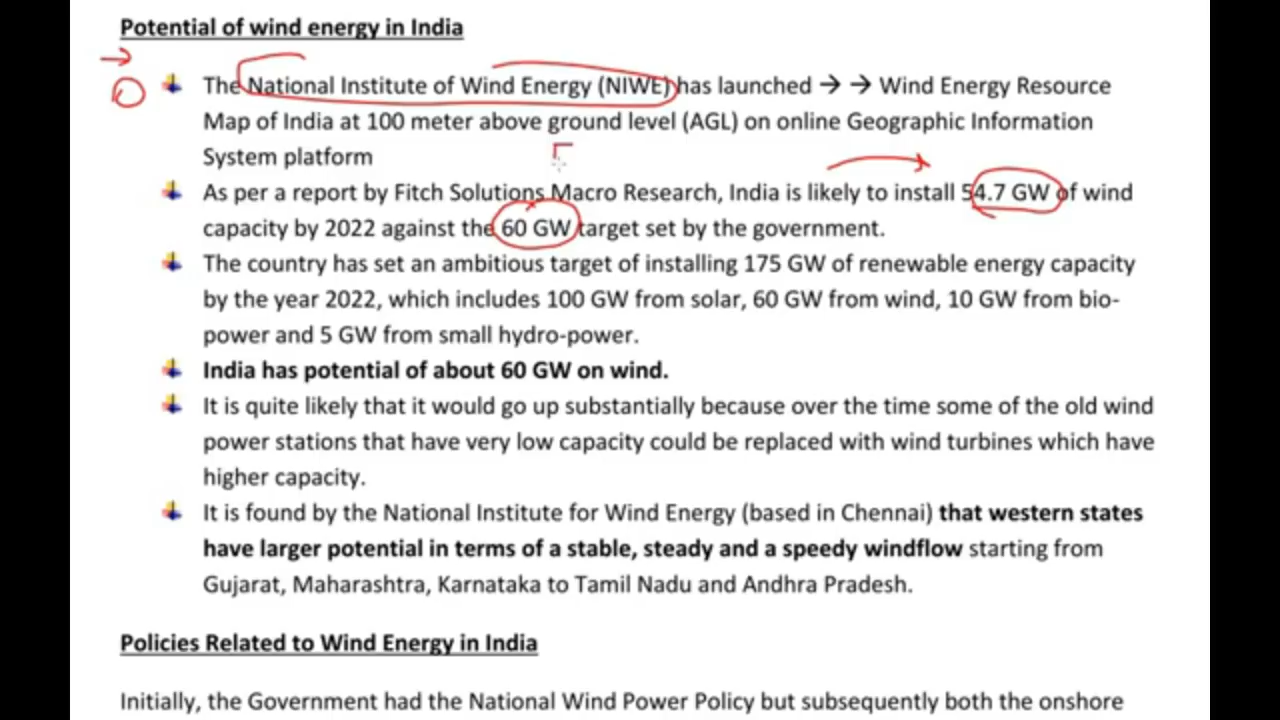 Potential of wind energy in India
The National Institute of Wind Energy (NIWE) has launched → → Wind Energy Resource
Map of India at 100 meter above ground level (AGL) on online Geographic Information
System platform
As per a report by Fitch Solutions Macro Research, India is likely to install 54.7 GW of wind
capacity by 2022 against the 60 GW target set by the government.
The country has set an ambitious target of installing 175 GW of renewable energy capacity
by the year 2022, which includes 100 GW from solar, 60 GW from wind, 10 GW from bio-
power and 5 GW from small hydro-power.
India has potential of about 60 GW on wind.
It is quite likely that it would go up substantially because over the time some of the old wind
power stations that have very low capacity could be replaced with wind turbines which have
higher capacity.
It is found by the National Institute for Wind Energy (based in Chennai) that western states
have larger potential in terms of a stable, steady and a speedy windflow starting from
Gujarat, Maharashtra, Karnataka to Tamil Nadu and Andhra Pradesh.
Policies Related to Wind Energy in India
Initially, the Government had the National Wind Power Policy but subsequently both the onshore